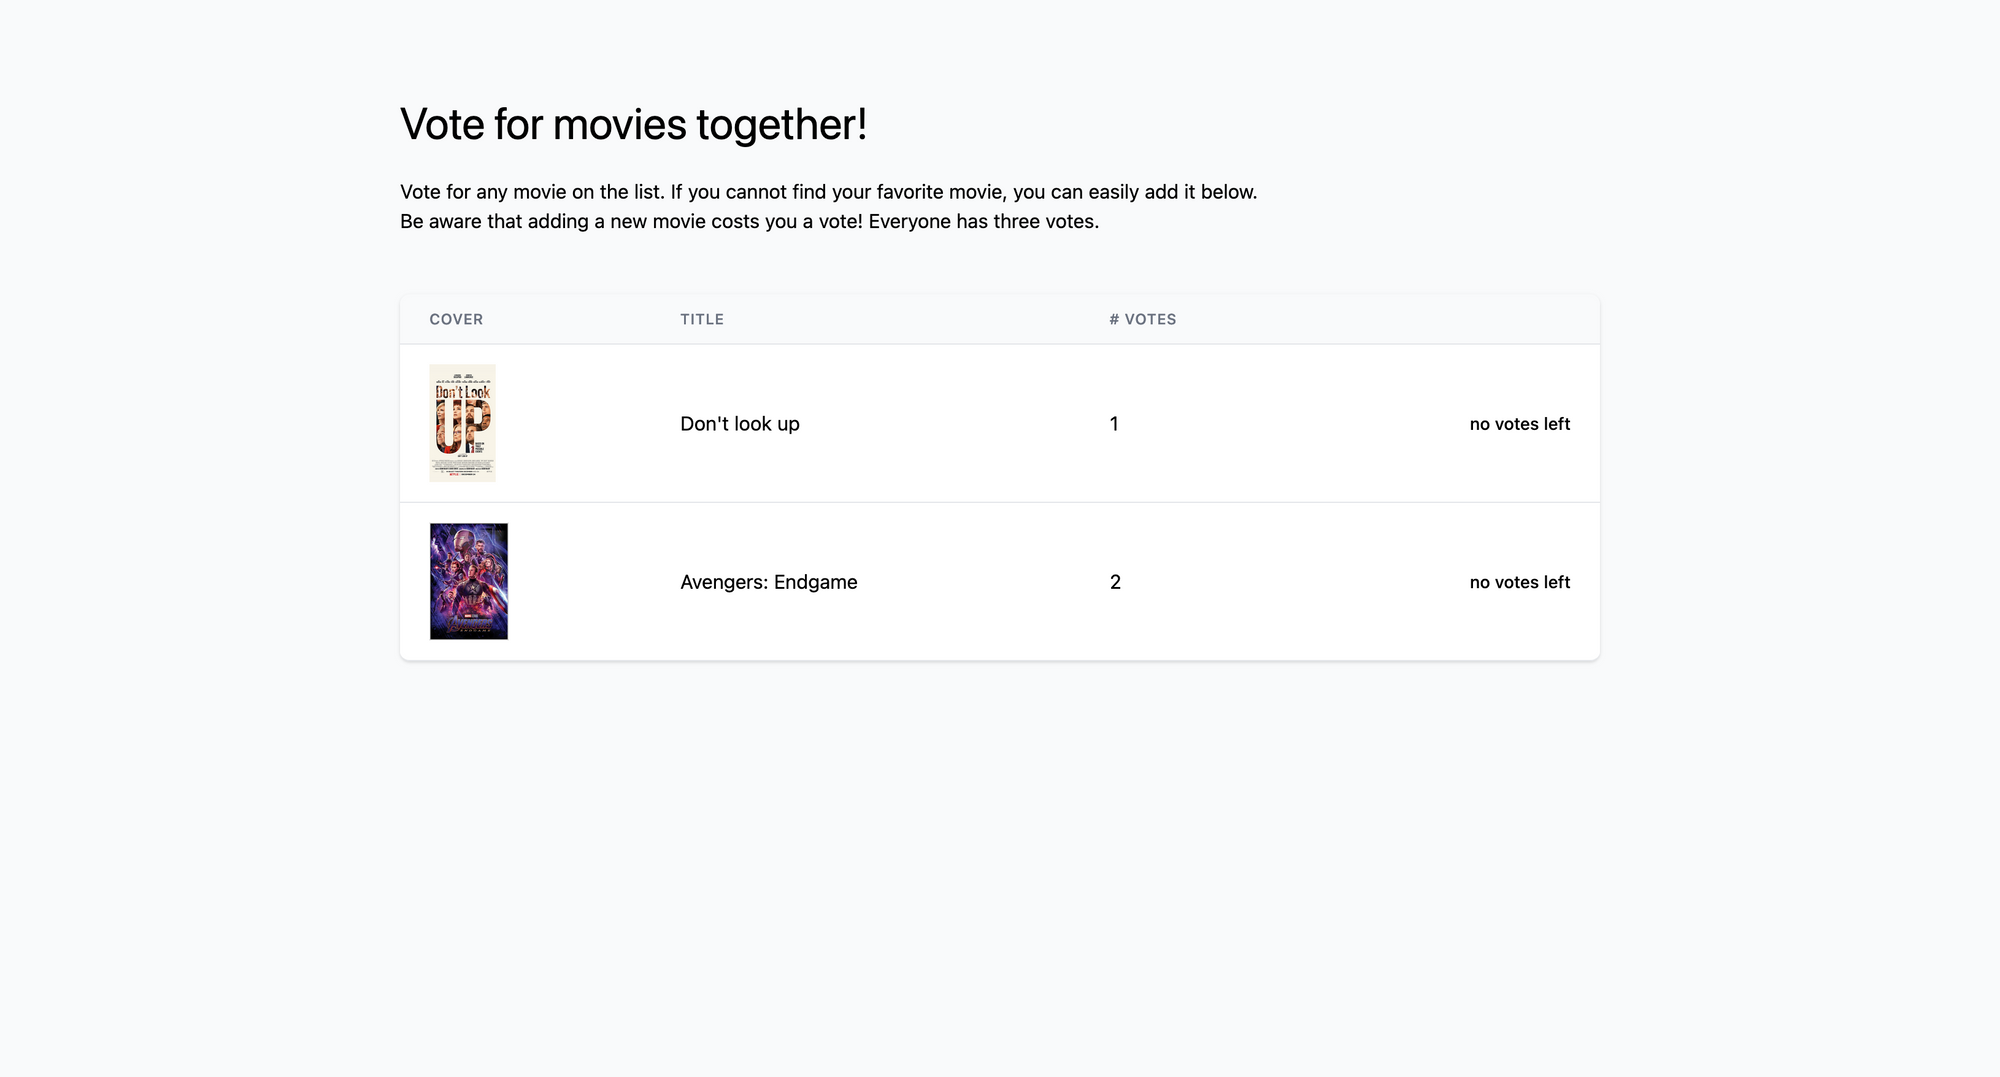 Vote for movies together!
Vote for any movie on the list. If you cannot find your favorite movie, you can easily add it below.
Be aware that adding a new movie costs you a vote! Everyone has three votes.
COVER TITLE # VOTES
Don't Look
UP
Don't look up 1 no votes left
Avengers: Endgame 2 no votes left